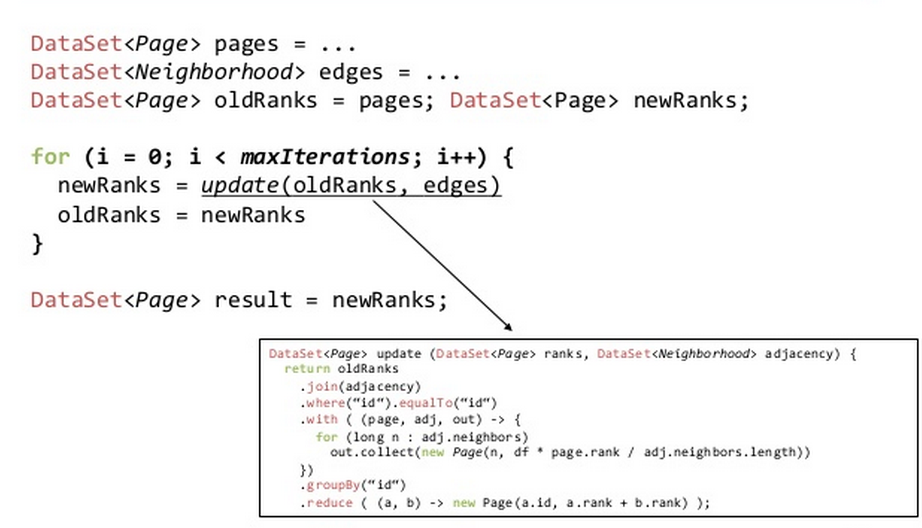 DataSet<Page> pages = ...
DataSet<Neighborhood> edges = ...
DataSet<Page> oldRanks = pages; DataSet<Page> newRanks;
for (i = 0; i < maxIterations; i++) {
newRanks = update(oldRanks, edges)
oldRanks = newRanks
}
DataSet<Page> result = newRanks;
DataSet<Page> update (DataSet<Page> ranks, DataSet<Neighborhood> adjacency) {
return oldRanks
.join(adjacency)
.where(“id“).equalTo(“id“)
.with ( (page, adj, out) -> {
for (long n : adj.neighbors)
out.collect(new Page(n, df * page.rank / adj.neighbors.length))
})
.groupBy(“id“)
.reduce ( (a, b) -> new Page(a.id, a.rank + b.rank) );